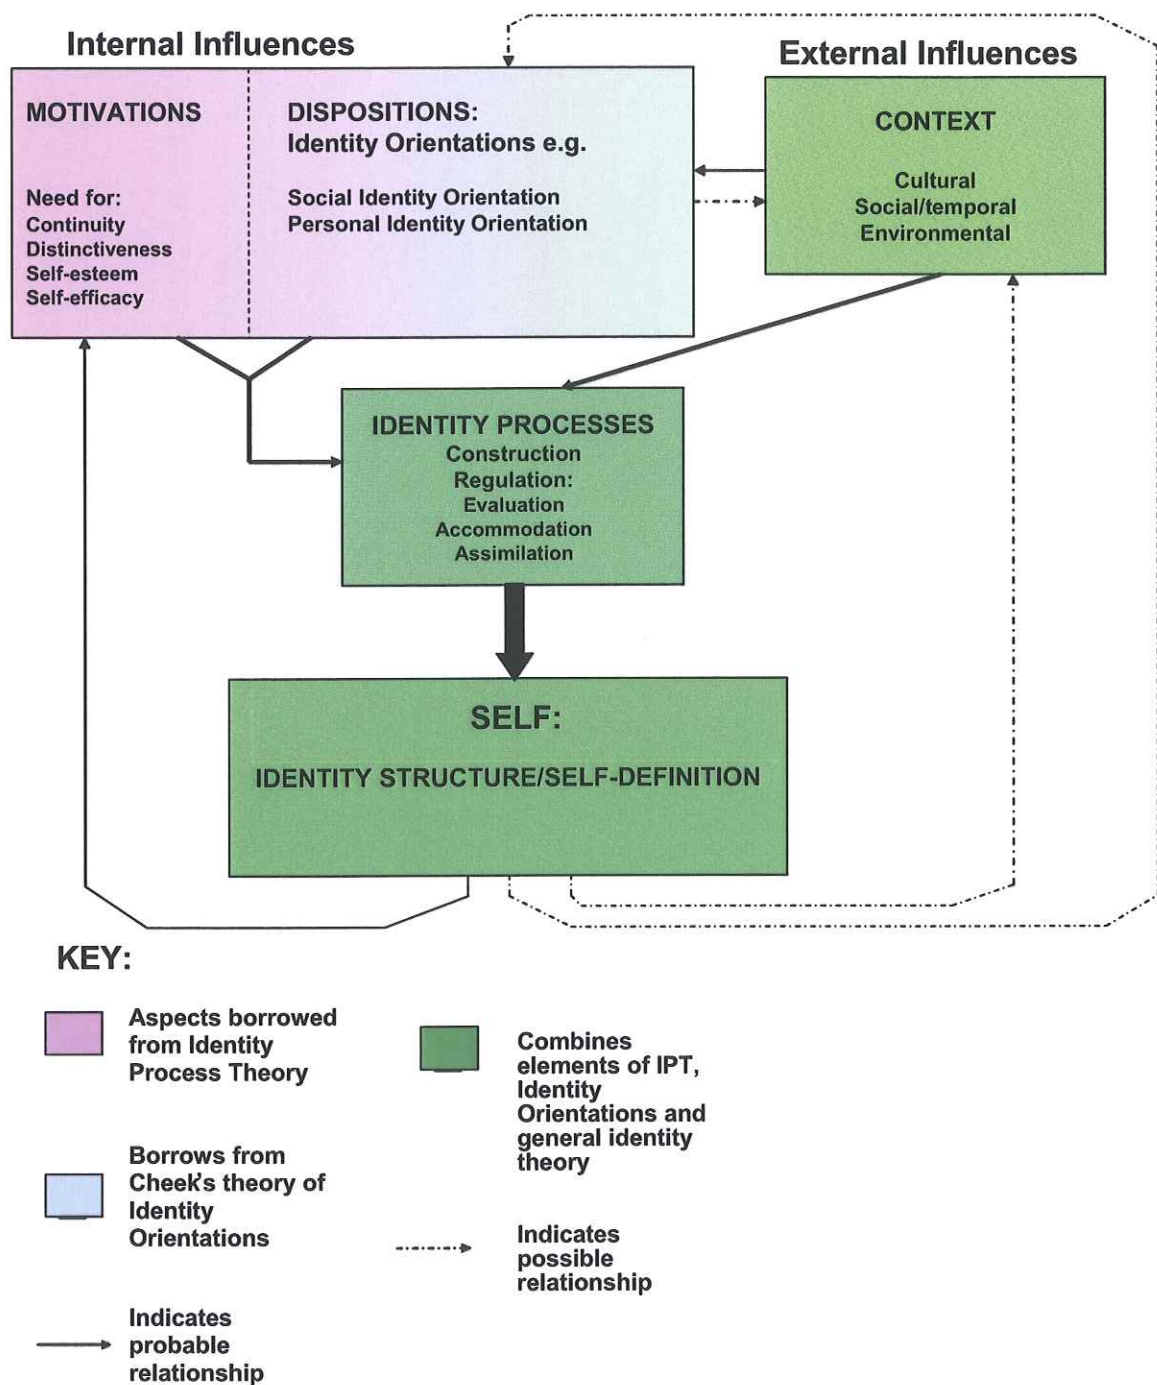 Internal Influences
External Influences
MOTIVATIONS
Need for:
Continuity
Distinctiveness
Self-esteem
Self-efficacy
DISPOSITIONS:
Identity Orientations e.g.
Social Identity Orientation
Personal Identity Orientation
CONTEXT
Cultural
Social/temporal
Environmental
IDENTITY PROCESSES
Construction
Regulation:
Evaluation
Accommodation
Assimilation
SELF:
IDENTITY STRUCTURE/SELF-DEFINITION
KEY:
Aspects borrowed
from Identity
Process Theory
Borrows from
Cheek's theory of
Identity
Orientations
Indicates
probable
relationship
Combines
elements of IPT,
Identity
Orientations and
general identity
theory
Indicates
possible
relationship